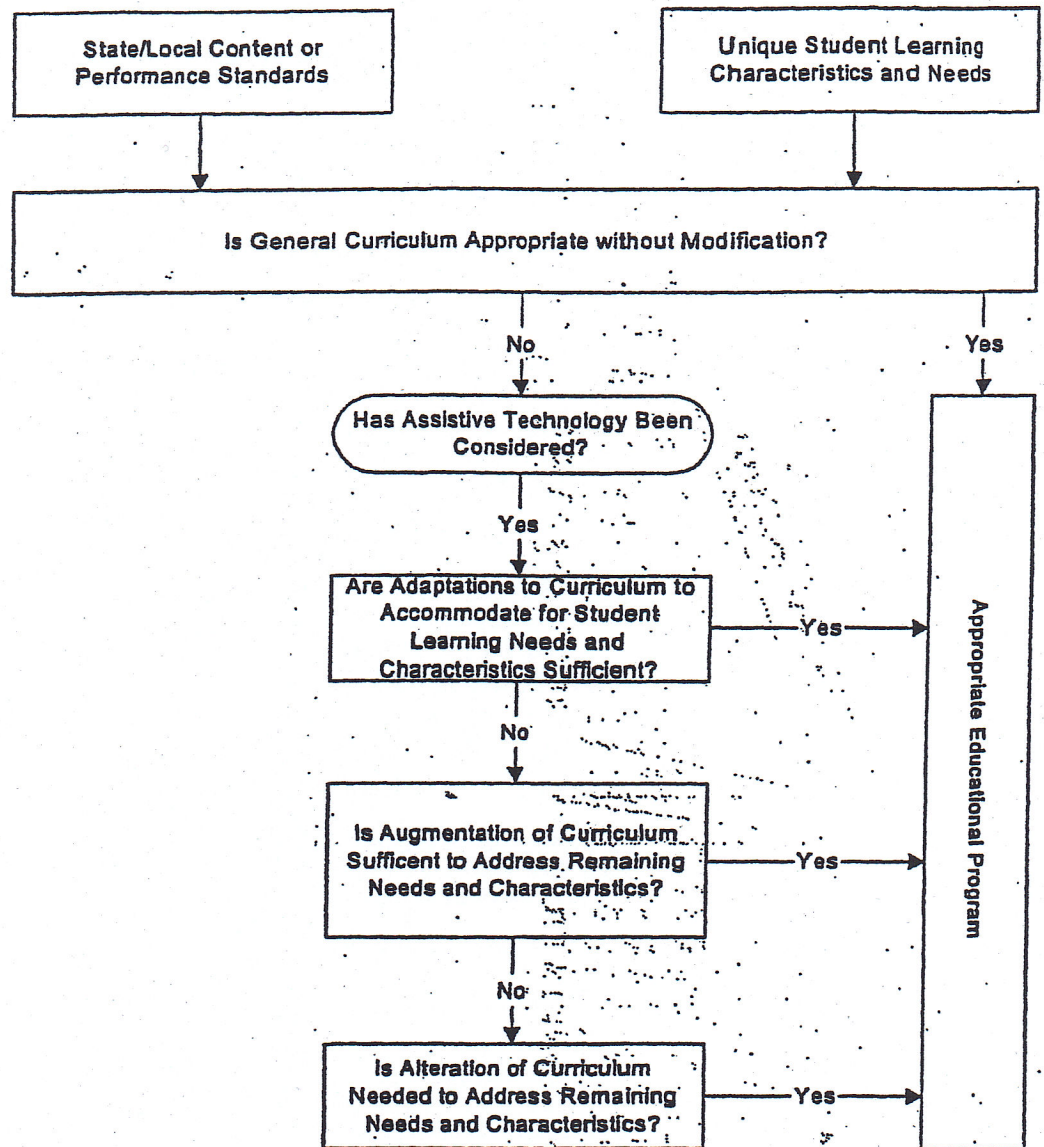 State/Local Content or
Performance Standards
Unique Student Learning
Characteristics and Needs
Is General Curriculum Appropriate without Modification?
No
Yes
Has Assistive Technology Been
Considered?
Yes
Are Adaptations to Curriculum to
Accommodate for Student
Learning Needs and
Characteristics Sufficient?
Yes
No
Is Augmentation of Curriculum
Sufficent to Address Remaining
Needs and Characteristics?
Yes
No
Is Alteration of Curriculum
Needed to Address Remaining
Needs and Characteristics?
Yes
Appropriate Educational Program